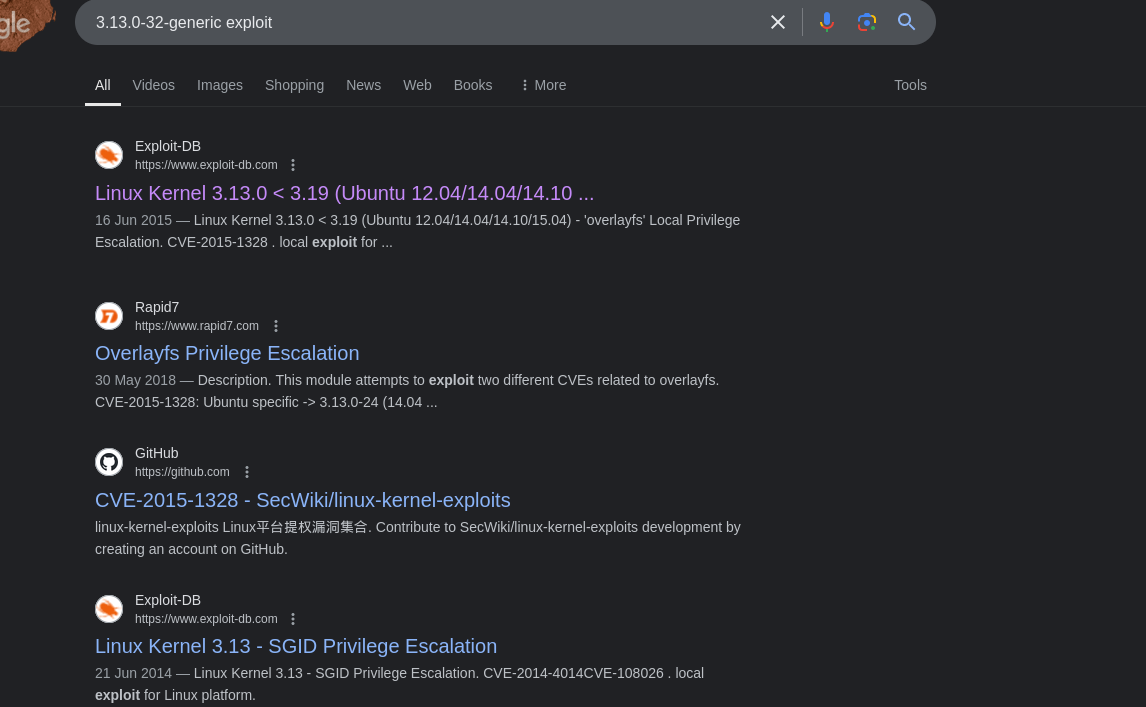 gle
3.13.0-32-generic exploit
All Videos Images Shopping News Web Books More Tools
Exploit-DB
https://www.exploit-db.com
Linux Kernel 3.13.0 < 3.19 (Ubuntu 12.04/14.04/14.10 ...
16 Jun 2015 — Linux Kernel 3.13.0 < 3.19 (Ubuntu 12.04/14.04/14.10/15.04) - 'overlayfs' Local Privilege
Escalation. CVE-2015-1328 . local exploit for ...
Rapid7
https://www.rapid7.com
Overlayfs Privilege Escalation
30 May 2018 — Description. This module attempts to exploit two different CVEs related to overlayfs.
CVE-2015-1328: Ubuntu specific -> 3.13.0-24 (14.04 ...
GitHub
https://github.com
CVE-2015-1328 - SecWiki/linux-kernel-exploits
linux-kernel-exploits Linux平台提权漏洞集合. Contribute to SecWiki/linux-kernel-exploits development by
creating an account on GitHub.
Exploit-DB
https://www.exploit-db.com
Linux Kernel 3.13 - SGID Privilege Escalation
21 Jun 2014 — Linux Kernel 3.13 - SGID Privilege Escalation. CVE-2014-4014CVE-108026 . local
exploit for Linux platform.